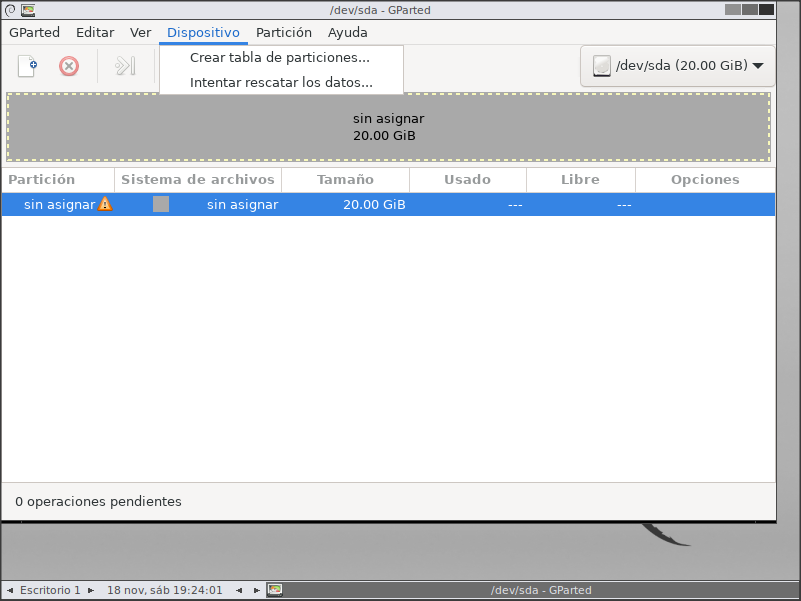 /dev/sda - GParted
GParted Editar Ver Dispositivo Partición Ayuda
Crear tabla de particiones...
Intentar rescatar los datos...
/dev/sda (20.00 GiB)
sin asignar
20.00 GiB
Partición Sistema de archivos Tamaño Usado Libre Opciones
sin asignar sin asignar 20.00 GiB --- ---
0 operaciones pendientes
Escritorio 1 18 nov, sáb 19:24:01 /dev/sda - GParted